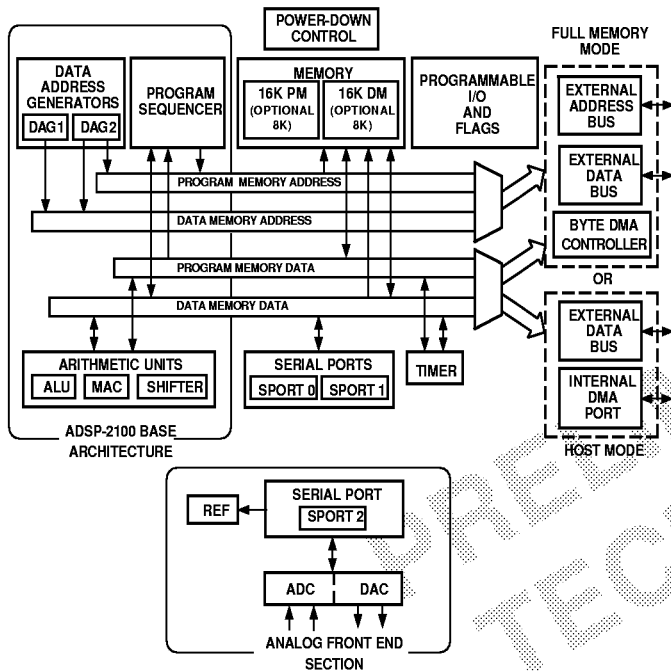 POWER-DOWN
CONTROL
FULL MEMORY
MODE
DATA
ADDRESS
GENERATORS
DAG1
DAG2
PROGRAM
SEQUENCER
MEMORY
16K PM
(OPTIONAL
8K)
16K DM
(OPTIONAL
8K)
PROGRAMMABLE
I/O
AND
FLAGS
EXTERNAL
ADDRESS
BUS
EXTERNAL
DATA
BUS
BYTE DMA
CONTROLLER
OR
EXTERNAL
DATA
BUS
INTERNAL
DMA
PORT
HOST MODE
PROGRAM MEMORY ADDRESS
DATA MEMORY ADDRESS
PROGRAM MEMORY DATA
DATA MEMORY DATA
ARITHMETIC UNITS
ALU
MAC
SHIFTER
SERIAL PORTS
SPORT 0
SPORT 1
TIMER
ADSP-2100 BASE
ARCHITECTURE
REF
SERIAL PORT
SPORT 2
ADC
DAC
ANALOG FRONT END
SECTION